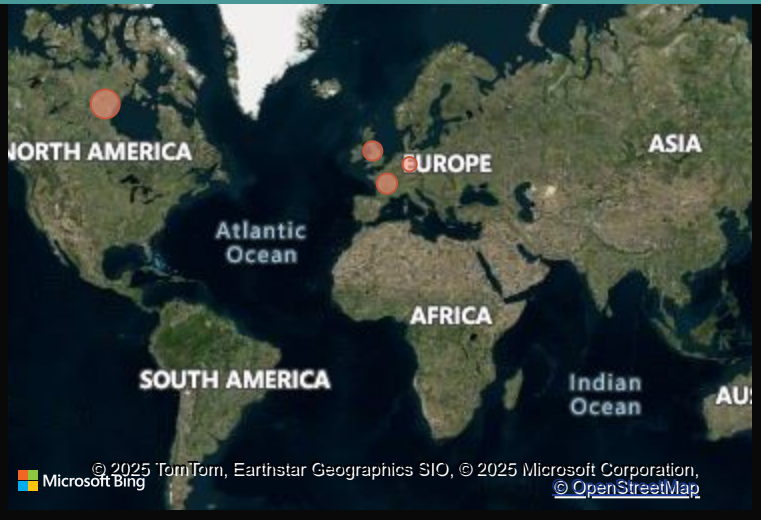 NORTH AMERICA
EUROPE
ASIA
Atlantic
Ocean
AFRICA
SOUTH AMERICA
Indian
Ocean
AU
© 2025 TomTom, Earthstar Geographics SIO, © 2025 Microsoft Corporation,
Microsoft Bing
© OpenStreetMap